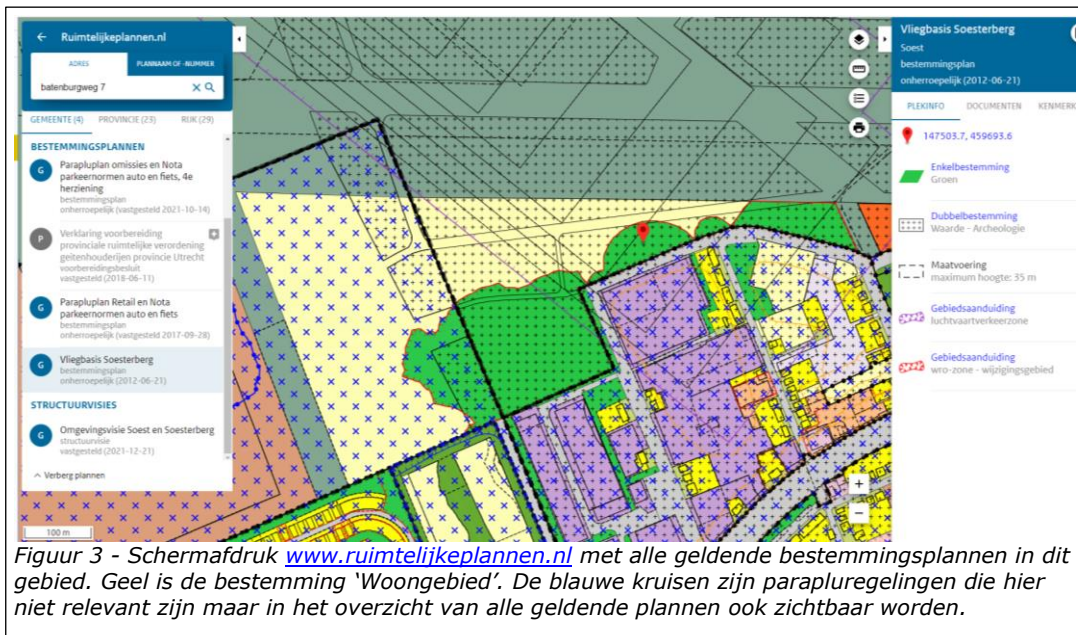 ← Ruimtelijkeplannen.nl
ADRES PLANNAAM OF -NUMMER
batenburgweg 7
GEMEENTE (4) PROVINCIE (23) RIJK (29)
BESTEMMINGSPLANNEN
G Parapluplan omissies en Nota
parkeernormen auto en fiets, 4e
herziening
bestemmingsplan
onherroepelijk (vastgesteld 2021-10-14)
P Verklaring voorbereiding
provinciale ruimtelijke verordening
geitenhouderijen provincie Utrecht
voorbereidingsbesluit
vastgesteld (2018-06-11)
G Parapluplan Retail en Nota
parkeernormen auto en fiets
bestemmingsplan
onherroepelijk (vastgesteld 2017-09-28)
G Vliegbasis Soesterberg
bestemmingsplan
onherroepelijk (2012-06-21)
STRUCTUURVISIES
G Omgevingsvisie Soest en Soesterberg
structuurvisie
vastgesteld (2021-12-21)
Verberg plannen
100 m
Vliegbasis Soesterberg
Soest
bestemmingsplan
onherroepelijk (2012-06-21)
PLEKINFO DOCUMENTEN KENMERK
147503.7, 459693.6
Enkelbestemming
Groen
Dubbelbestemming
Waarde - Archeologie
Maatvoering
maximum hoogte: 35 m
Gebiedsaanduiding
luchtvaartverkeerzone
Gebiedsaanduiding
wro-zone - wijzigingsgebied
+
−
Figuur 3 - Schermafdruk www.ruimtelijkeplannen.nl met alle geldende bestemmingsplannen in dit
gebied. Geel is de bestemming ‘Woongebied’. De blauwe kruisen zijn parapluregelingen die hier
niet relevant zijn maar in het overzicht van alle geldende plannen ook zichtbaar worden.